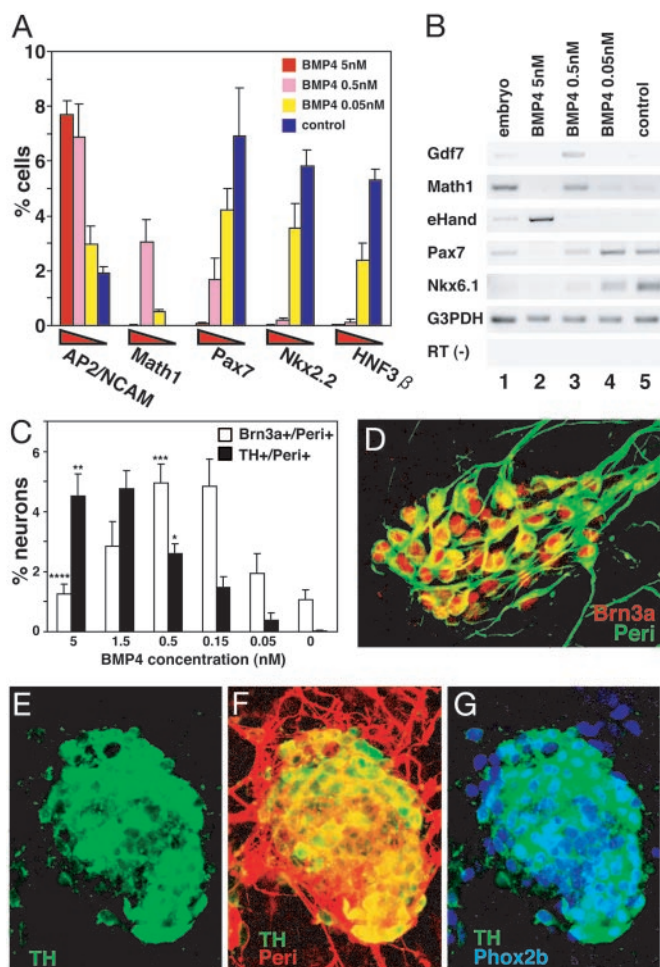 A
% cells
10
8
6
4
2
0
BMP4 5nM
BMP4 0.5nM
BMP4 0.05nM
control
AP2/NCAM
Math1
Pax7
Nkx2.2
HNF3 β
B
embryo
BMP4 5nM
BMP4 0.5nM
BMP4 0.05nM
control
Gdf7
Math1
eHand
Pax7
Nkx6.1
G3PDH
RT (-)
1 2 3 4 5
C
% neurons
6
4
2
0
Brn3a+/Peri+
TH+/Peri+
**** ** *** *
5 1.5 0.5 0.15 0.05 0
BMP4 concentration (nM)
D
Brn3a
Peri
E
TH
F
TH
Peri
G
TH
Phox2b